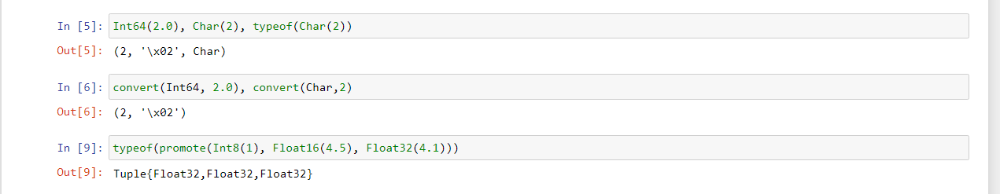 In [5]: Int64(2.0), Char(2), typeof(Char(2))
Out[5]: (2, '\x02', Char)
In [6]: convert(Int64, 2.0), convert(Char,2)
Out[6]: (2, '\x02')
In [9]: typeof(promote(Int8(1), Float16(4.5), Float32(4.1)))
Out[9]: Tuple{Float32,Float32,Float32}